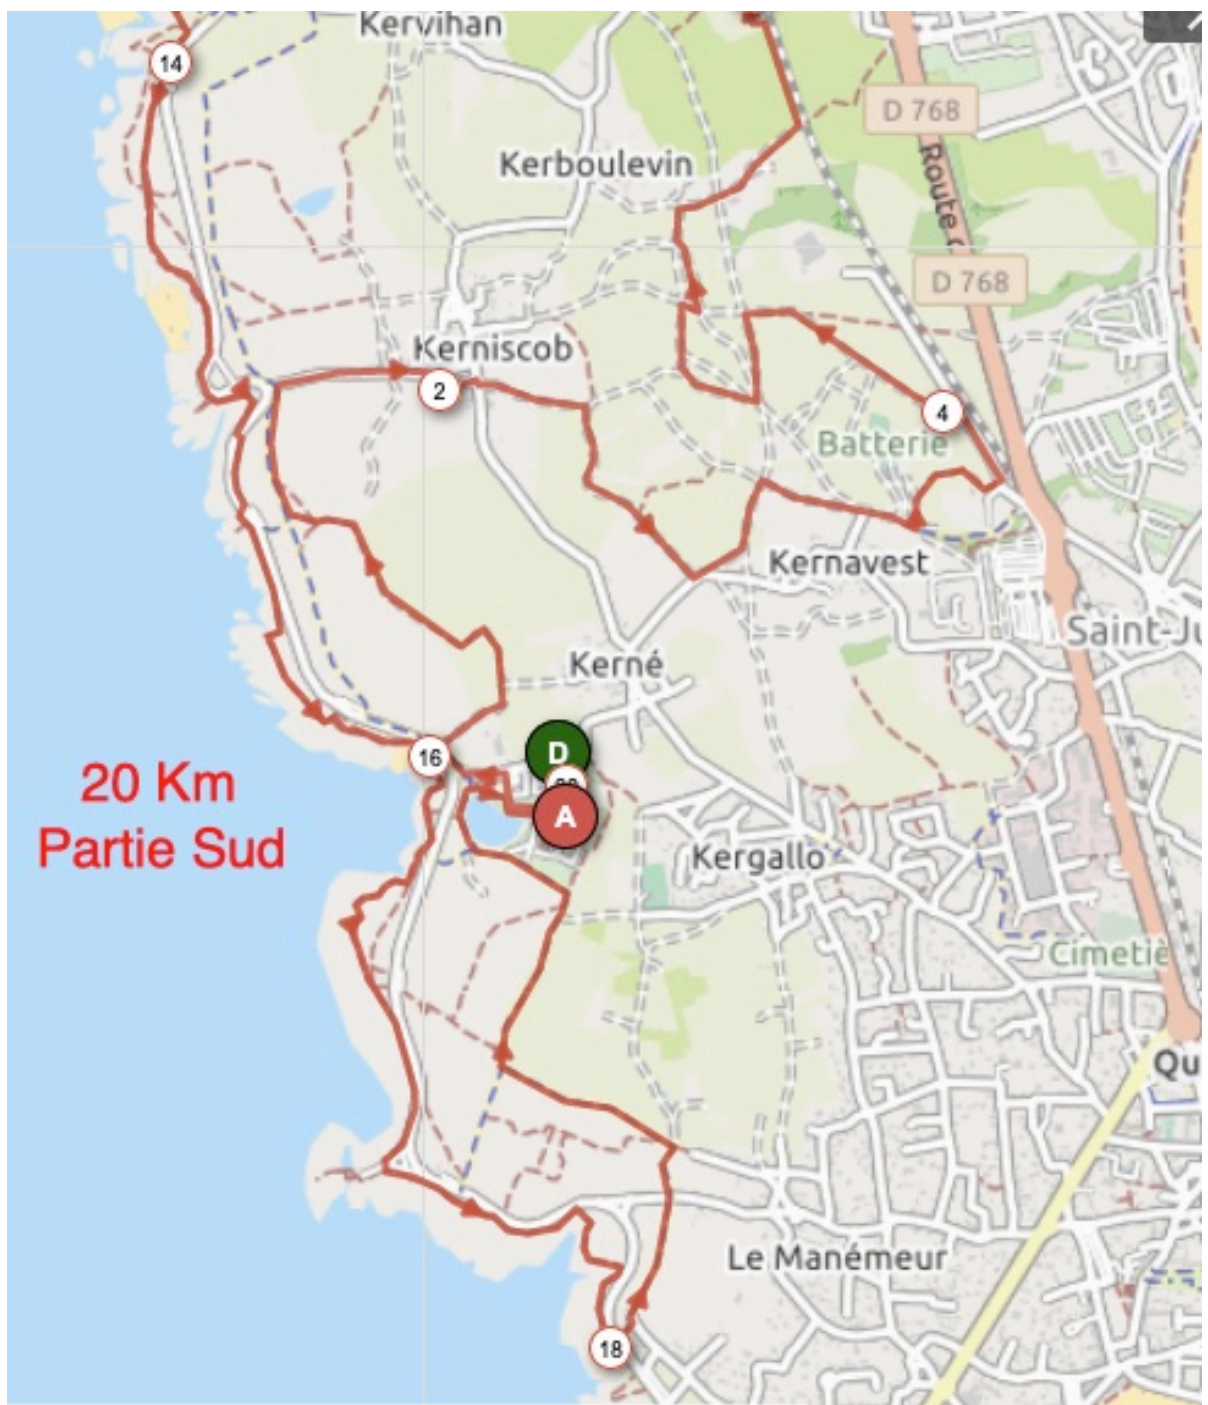 Kervihan
14
D 768
Kerboulevin
Route
D 768
Kerniscob
2
4
Batterie
Kernavest
Saint-Ju
Kerné
D
16
20 Km
Partie Sud
A
Kergallo
Cimetiè
Qu
Le Manémeur
18